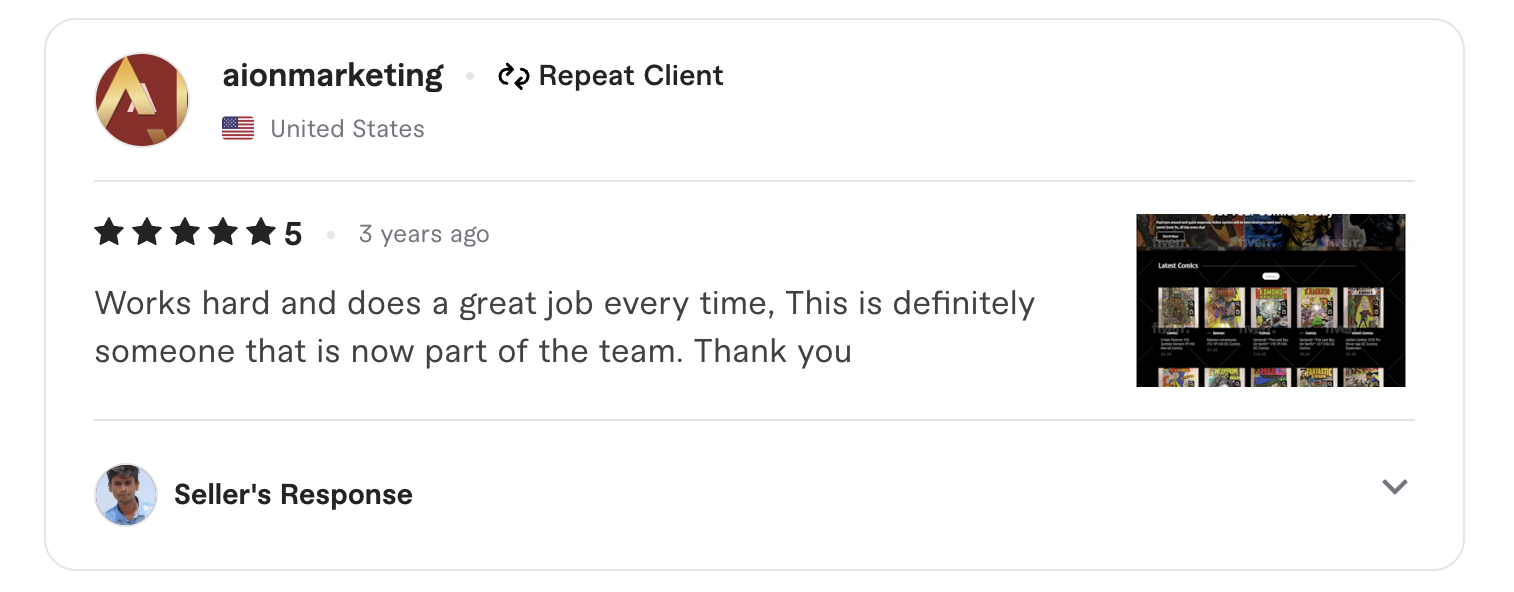 aionmarketing
Repeat Client
United States
5
3 years ago
Works hard and does a great job every time, This is definitely
someone that is now part of the team. Thank you
Latest Comics
Seller's Response